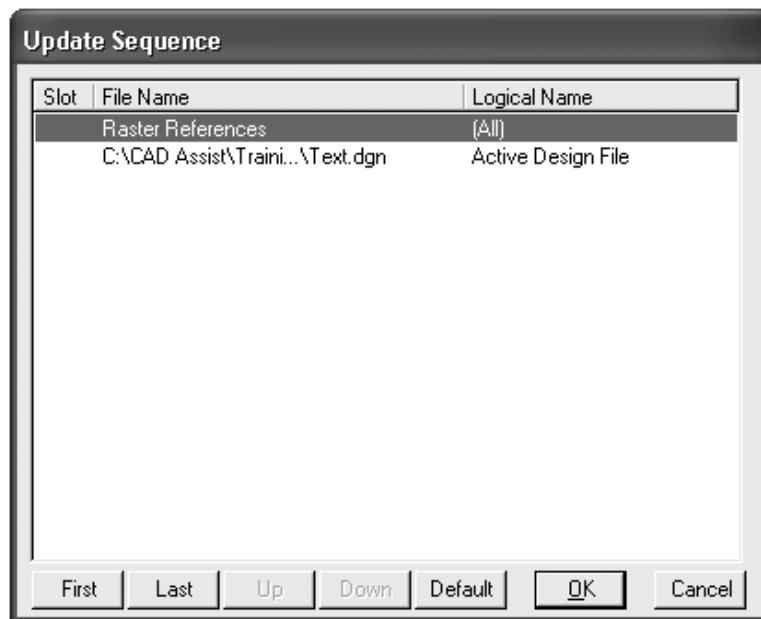 Update Sequence
Slot File Name Logical Name
Raster References (All)
C:\CAD Assist\Traini...\Text.dgn Active Design File
First Last Up Down Default OK Cancel